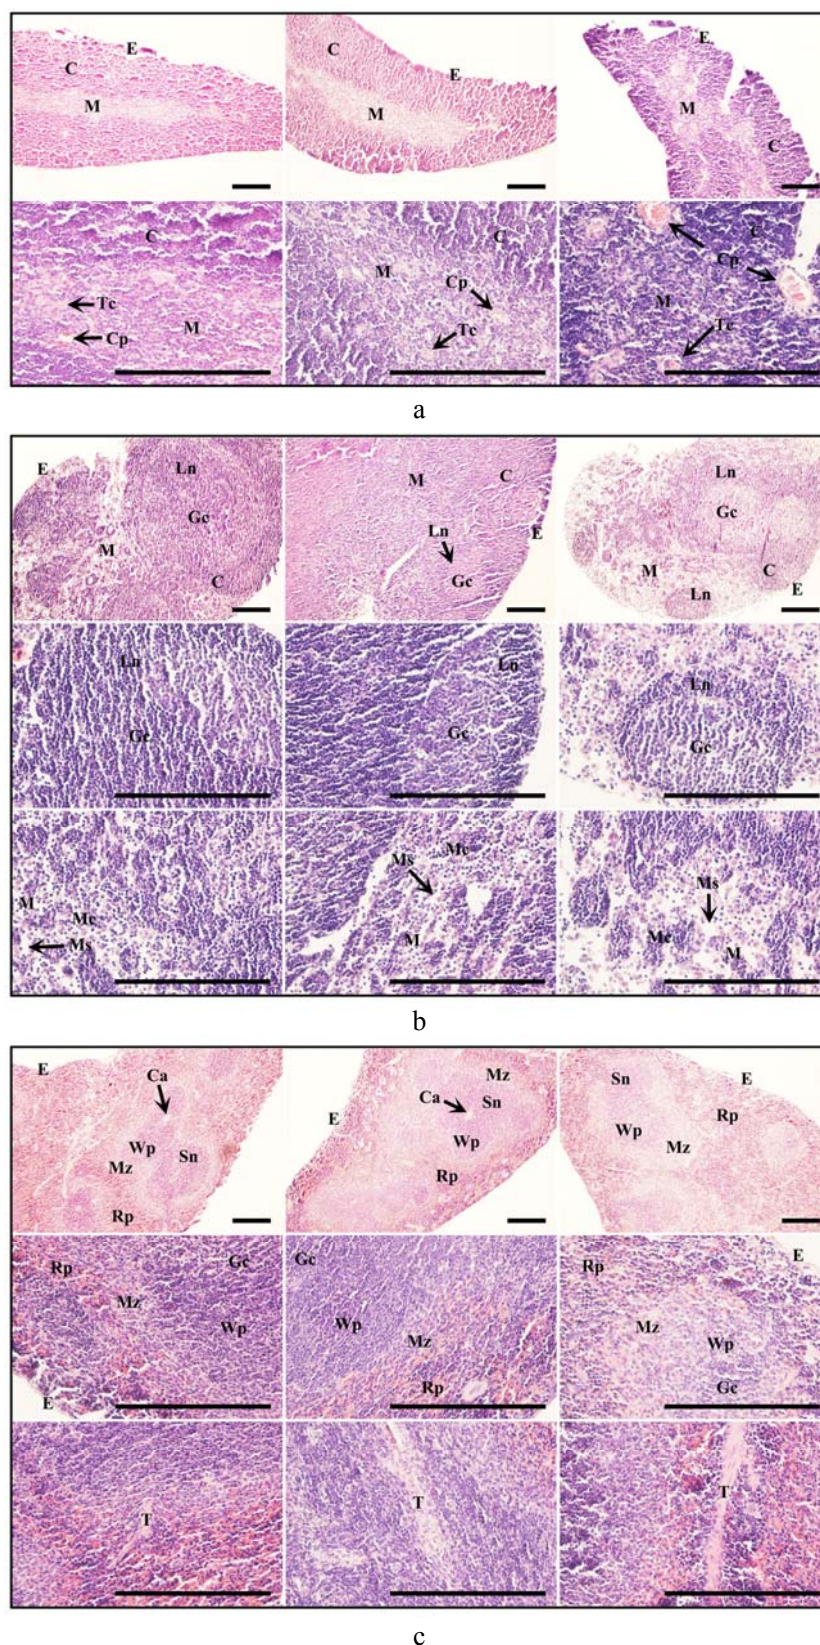 E E E
C C
M M M
C
C C C
Cp
Tc M Cp M
Tc Tc
Cp M
a
E Ln M C Ln
Gc Ln Gc
M E M C
C Gc Ln E
Ln Ln Ln
Gc Gc Gc
Ms Mc Ms
M Mc Mc
Ms M M
b
E Ca Mz Sn E
Ca Sn Rp
Wp Sn E Wp Wp Mz
Mz Rp
Rp
Rp Gc Gc Rp E
Mz Wp Wp Mz Mz Wp
E Rp Gc
T T T
c